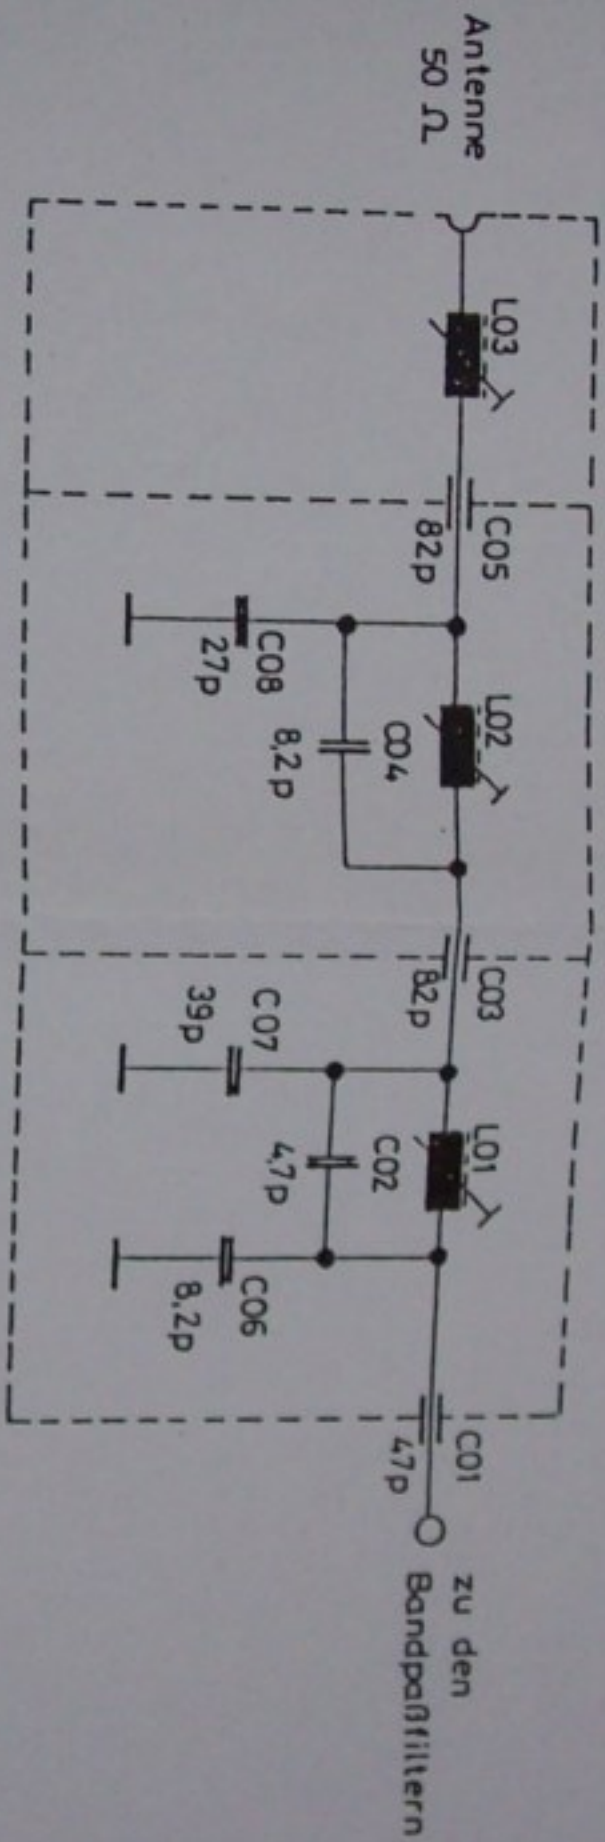 Antenne
50 Ω
L03
C05
82p
C08
27p
C04
8,2p
L02
C03
82p
C07
39p
L01
C02
4,7p
C06
8,2p
C01
47p
zu den
Bandpaßfiltern